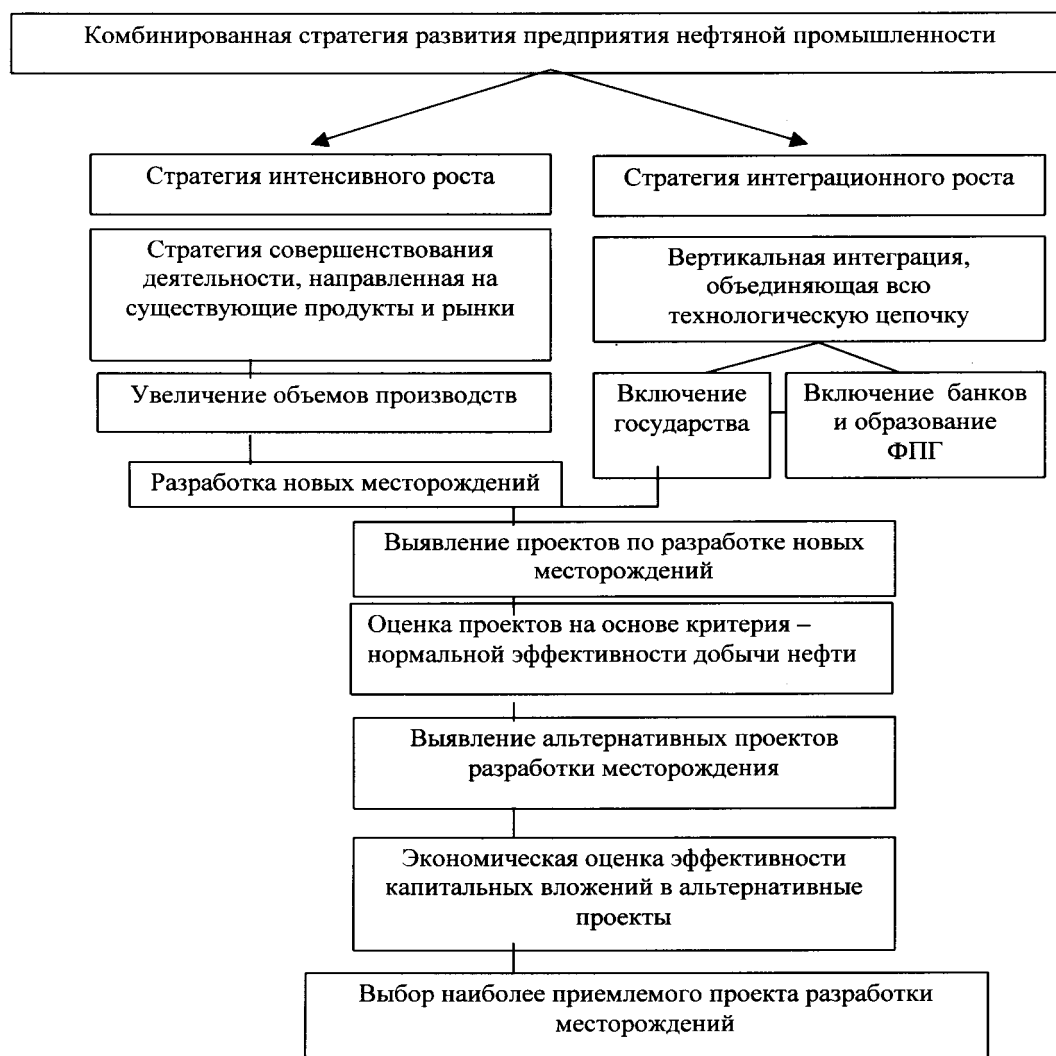 Комбинированная стратегия развития предприятия нефтяной промышленности
Стратегия интенсивного роста
Стратегия интеграционного роста
Стратегия совершенствования
деятельности, направленная на
существующие продукты и рынки
Вертикальная интеграция,
объединяющая всю
технологическую цепочку
Увеличение объемов производств
Включение
государства
Включение банков
и образование
ФПГ
Разработка новых месторождений
Выявление проектов по разработке новых
месторождений
Оценка проектов на основе критерия –
нормальной эффективности добычи нефти
Выявление альтернативных проектов
разработки месторождения
Экономическая оценка эффективности
капитальных вложений в альтернативные
проекты
Выбор наиболее приемлемого проекта разработки
месторождений